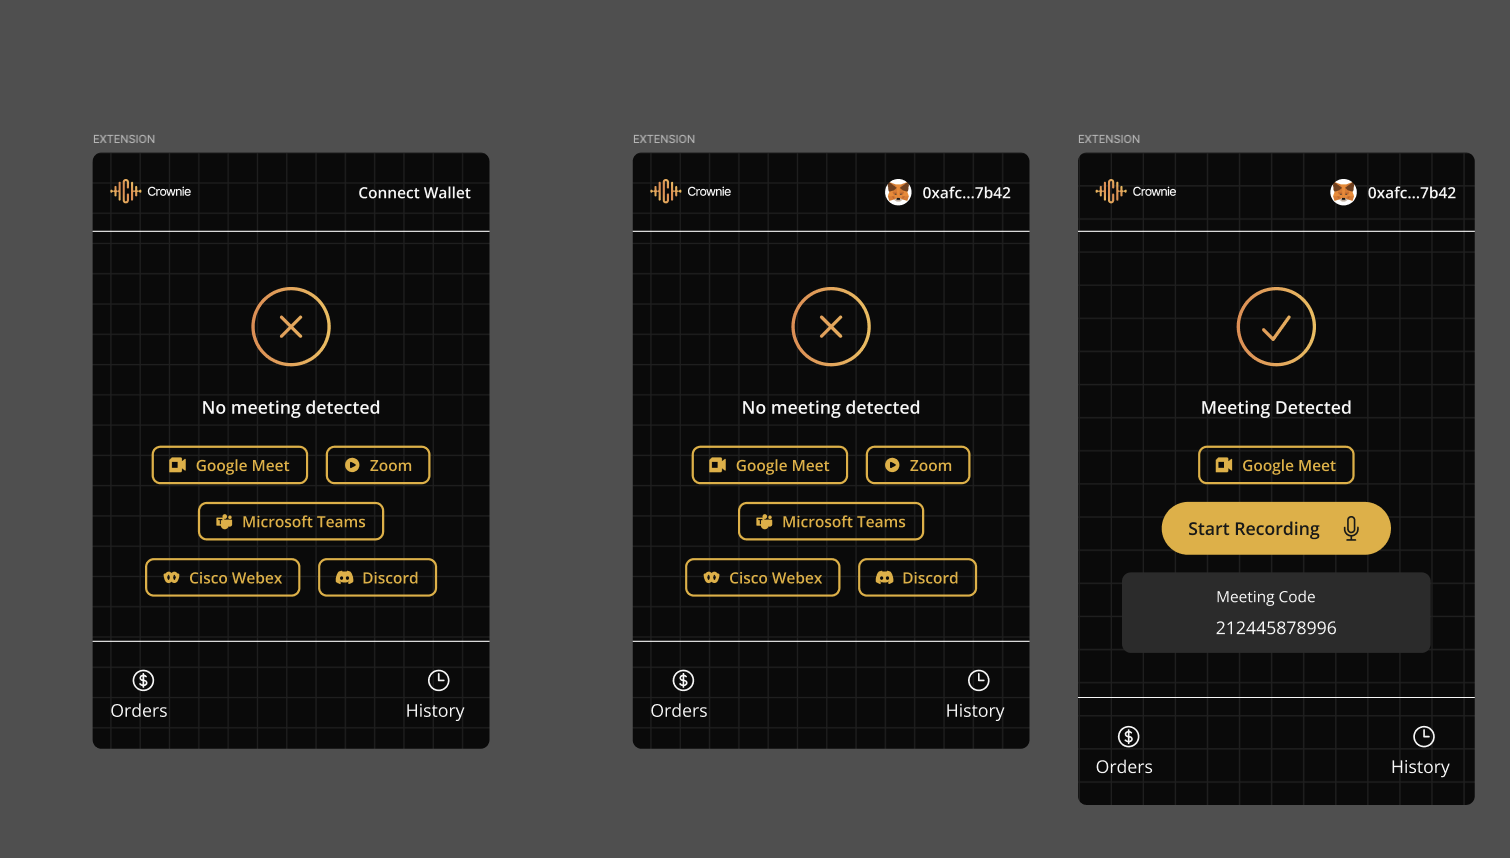 EXTENSION
Crownie
Connect Wallet
No meeting detected
Google Meet
Zoom
Microsoft Teams
Cisco Webex
Discord
Orders
History
EXTENSION
Crownie
0xafc...7b42
No meeting detected
Google Meet
Zoom
Microsoft Teams
Cisco Webex
Discord
Orders
History
EXTENSION
Crownie
0xafc...7b42
Meeting Detected
Google Meet
Start Recording
Meeting Code
212445878996
Orders
History